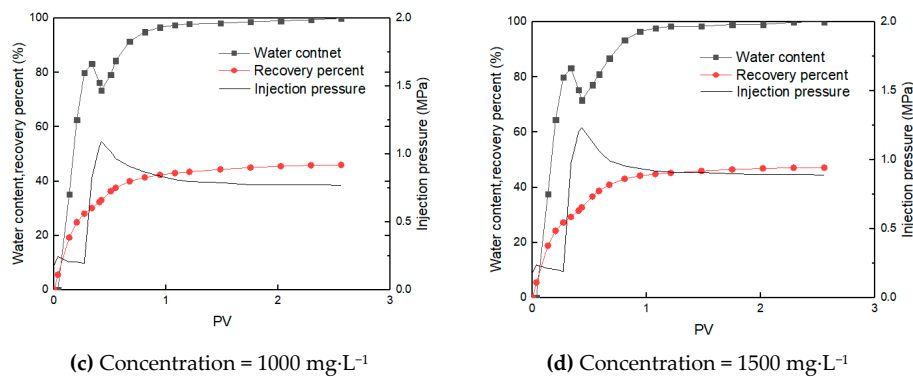 Water content,recovery percent (%)
100
80
60
40
20
0
2.0
1.5
1.0
0.5
0.0
Injection pressure (MPa)
Water contnet
Recovery percent
Injection pressure
0
1
2
3
PV
(c) Concentration = 1000 mg·L⁻¹
Water content,recovery percent (%)
100
80
60
40
20
0
2.0
1.5
1.0
0.5
0.0
Injection pressure (MPa)
Water content
Recovery percent
Injection pressure
0
1
2
3
PV
(d) Concentration = 1500 mg·L⁻¹